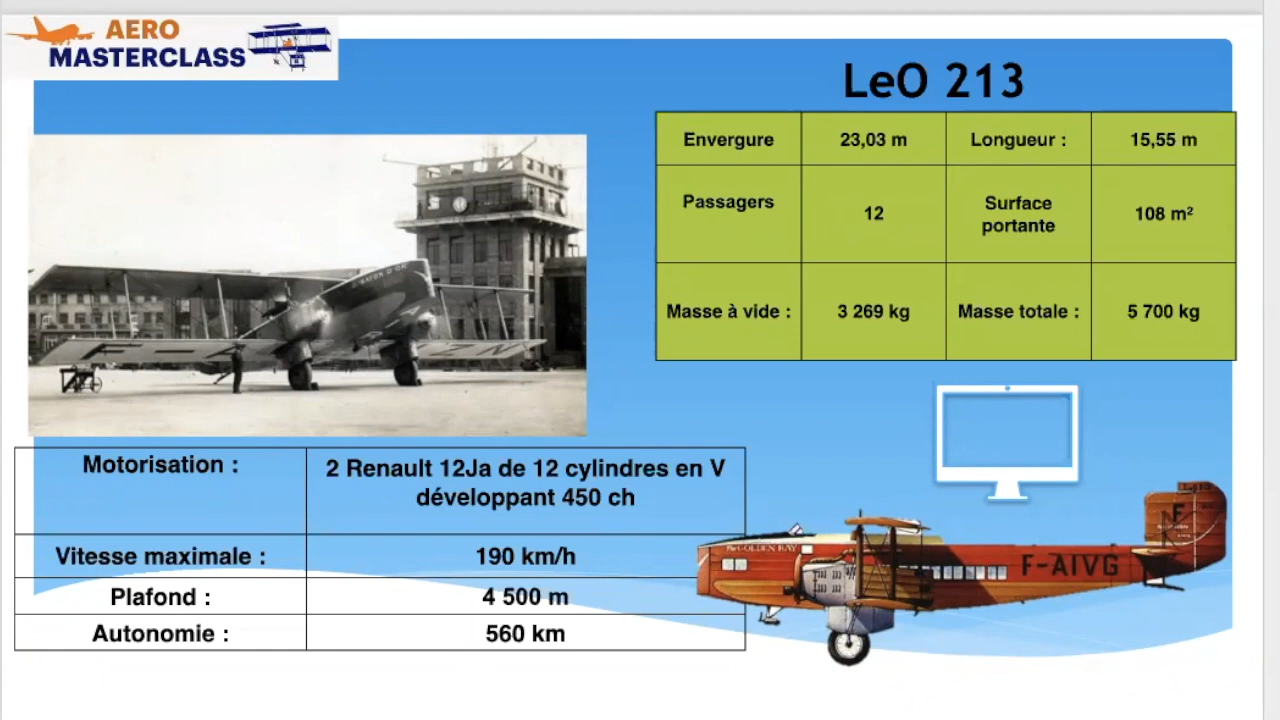 AERO
MASTERCLASS
LeO 213
Envergure
23,03 m
Longueur :
15,55 m
Passagers
12
Surface
portante
108 m²
Masse à vide :
3 269 kg
Masse totale :
5 700 kg
Motorisation :
2 Renault 12Ja de 12 cylindres en V
développant 450 ch
Vitesse maximale :
190 km/h
Plafond :
4 500 m
Autonomie :
560 km
GOLDEN RAY
F-AIVG
F